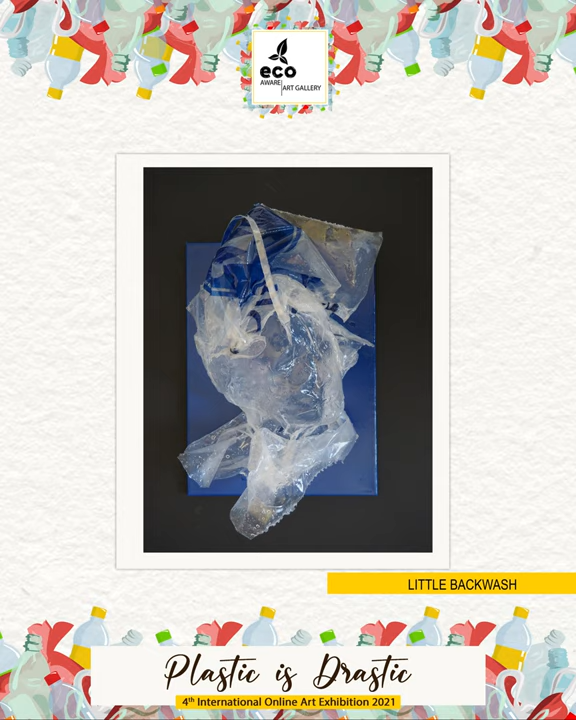 eco
AWARE ART GALLERY
LITTLE BACKWASH
Plastic is Drastic
4th International Online Art Exhibition 2021